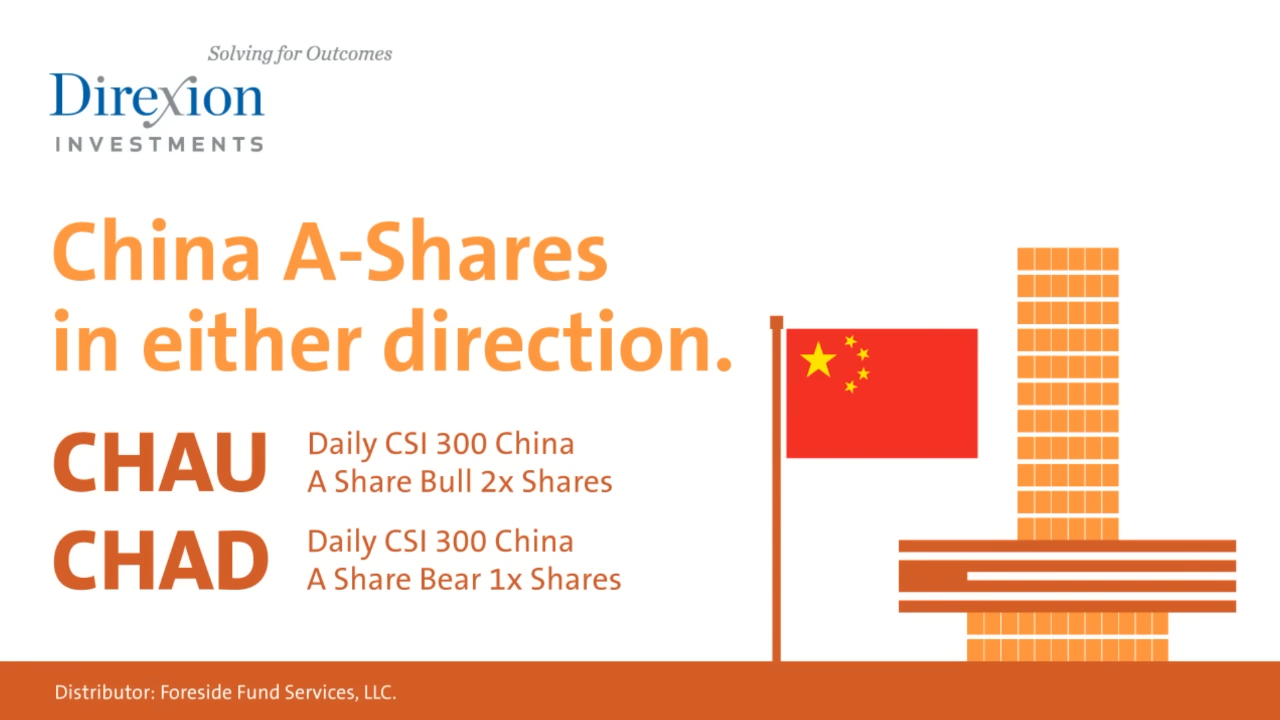 Solving for Outcomes
Direxion
INVESTMENTS
China A-Shares
in either direction.
CHAU
Daily CSI 300 China
A Share Bull 2x Shares
CHAD
Daily CSI 300 China
A Share Bear 1x Shares
Distributor: Foreside Fund Services, LLC.